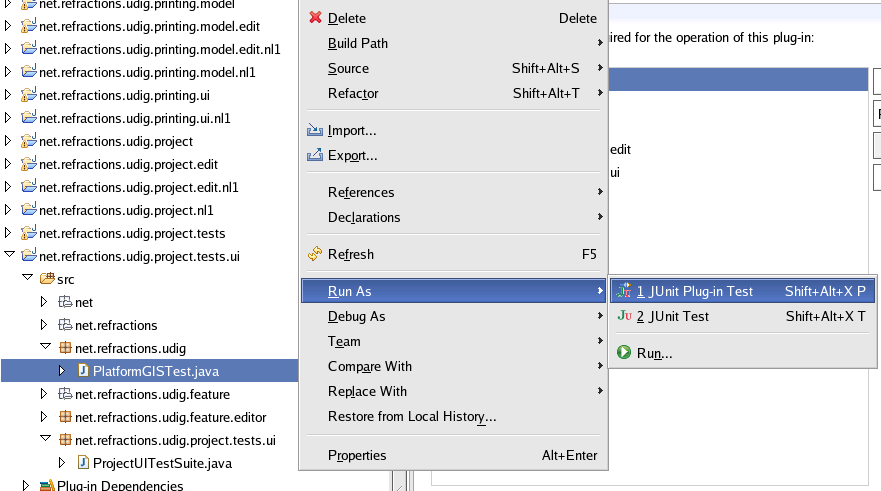 net.refractions.udig.printing.model
net.refractions.udig.printing.model.edit
net.refractions.udig.printing.model.edit.nl1
net.refractions.udig.printing.model.nl1
net.refractions.udig.printing.ui
net.refractions.udig.printing.ui.nl1
net.refractions.udig.project
net.refractions.udig.project.edit
net.refractions.udig.project.edit.nl1
net.refractions.udig.project.nl1
net.refractions.udig.project.tests
net.refractions.udig.project.tests.ui
src
net
net.refractions
net.refractions.udig
PlatformGISTest.java
net.refractions.udig.feature
net.refractions.udig.feature.editor
net.refractions.udig.project.tests.ui
ProjectUITestSuite.java
Plug-in Dependencies
Delete Delete
Build Path
Source Shift+Alt+S
Refactor Shift+Alt+T
Import...
Export...
References
Declarations
Refresh F5
Run As
Debug As
Team
Compare With
Replace With
Restore from Local History...
Properties Alt+Enter
1 JUnit Plug-in Test Shift+Alt+X P
2 JUnit Test Shift+Alt+X T
Run...
ired for the operation of this plug-in:
edit
ui